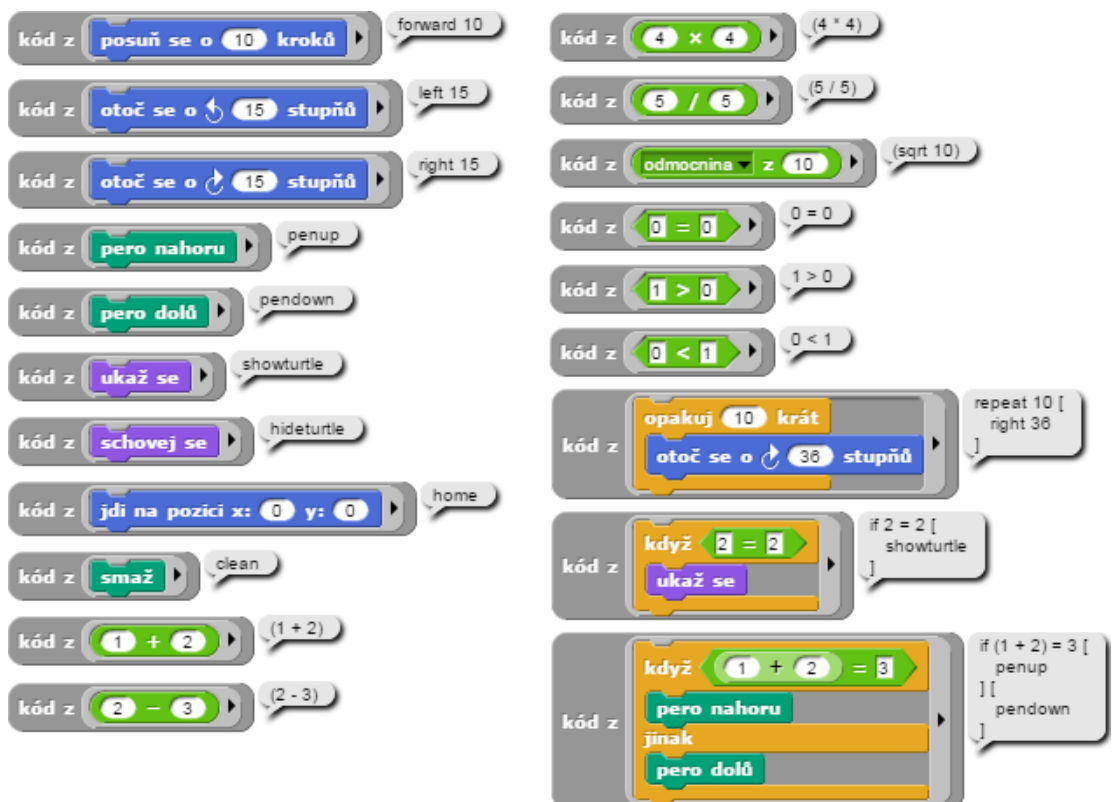 kód z posuň se o 10 kroků forward 10
kód z otoč se o 15 stupňů left 15
kód z otoč se o 15 stupňů right 15
kód z pero nahoru penup
kód z pero dolů pendown
kód z ukaž se showturtle
kód z schovej se hideturtle
kód z jdi na pozici x: 0 y: 0 home
kód z smaž clean
kód z 1 + 2 (1 + 2)
kód z 2 − 3 (2 - 3)
kód z 4 × 4 (4 * 4)
kód z 5 / 5 (5 / 5)
kód z odmocnina z 10 (sqrt 10)
kód z 0 = 0 0 = 0
kód z 1 > 0 1 > 0
kód z 0 < 1 0 < 1
kód z
opakuj 10 krát
otoč se o 36 stupňů
repeat 10 [
right 36
]
kód z
když 2 = 2
ukaž se
if 2 = 2 [
showturtle
]
kód z
když 1 + 2 = 3
pero nahoru
jinak
pero dolů
if (1 + 2) = 3 [
penup
] [
pendown
]